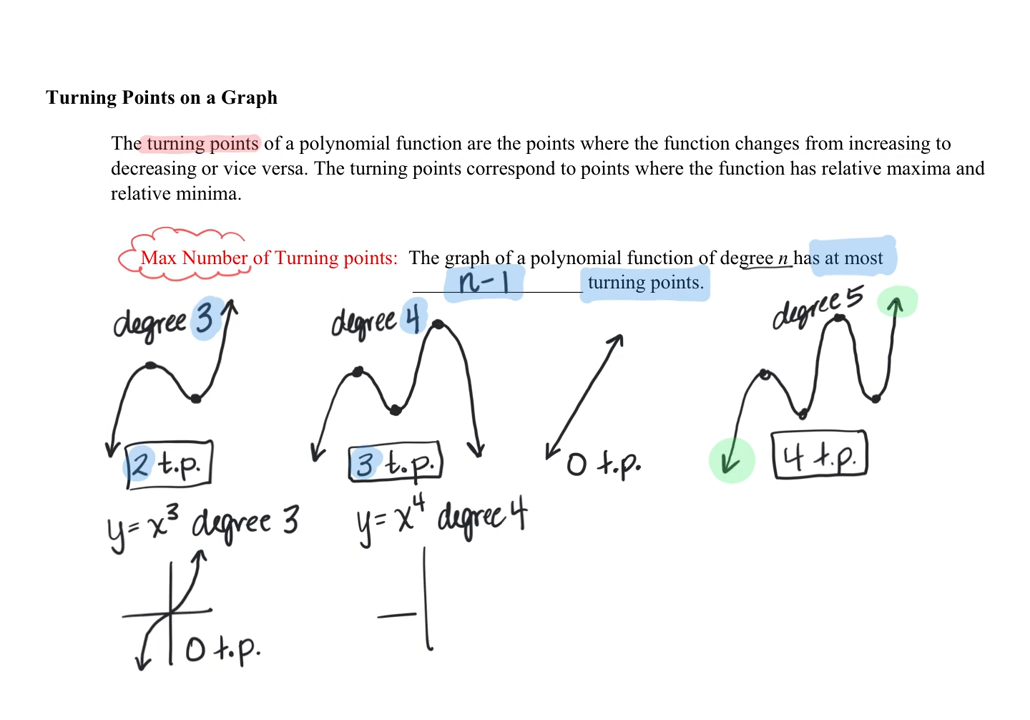 Turning Points on a Graph
The turning points of a polynomial function are the points where the function changes from increasing to
decreasing or vice versa. The turning points correspond to points where the function has relative maxima and
relative minima.
Max Number of Turning points: The graph of a polynomial function of degree n has at most
n-1 turning points.
degree 3 degree 4 degree 5
2 t.p. 3 t.p. 0 t.p. 4 t.p.
y=x³ degree 3 y=x⁴ degree 4
0 t.p.